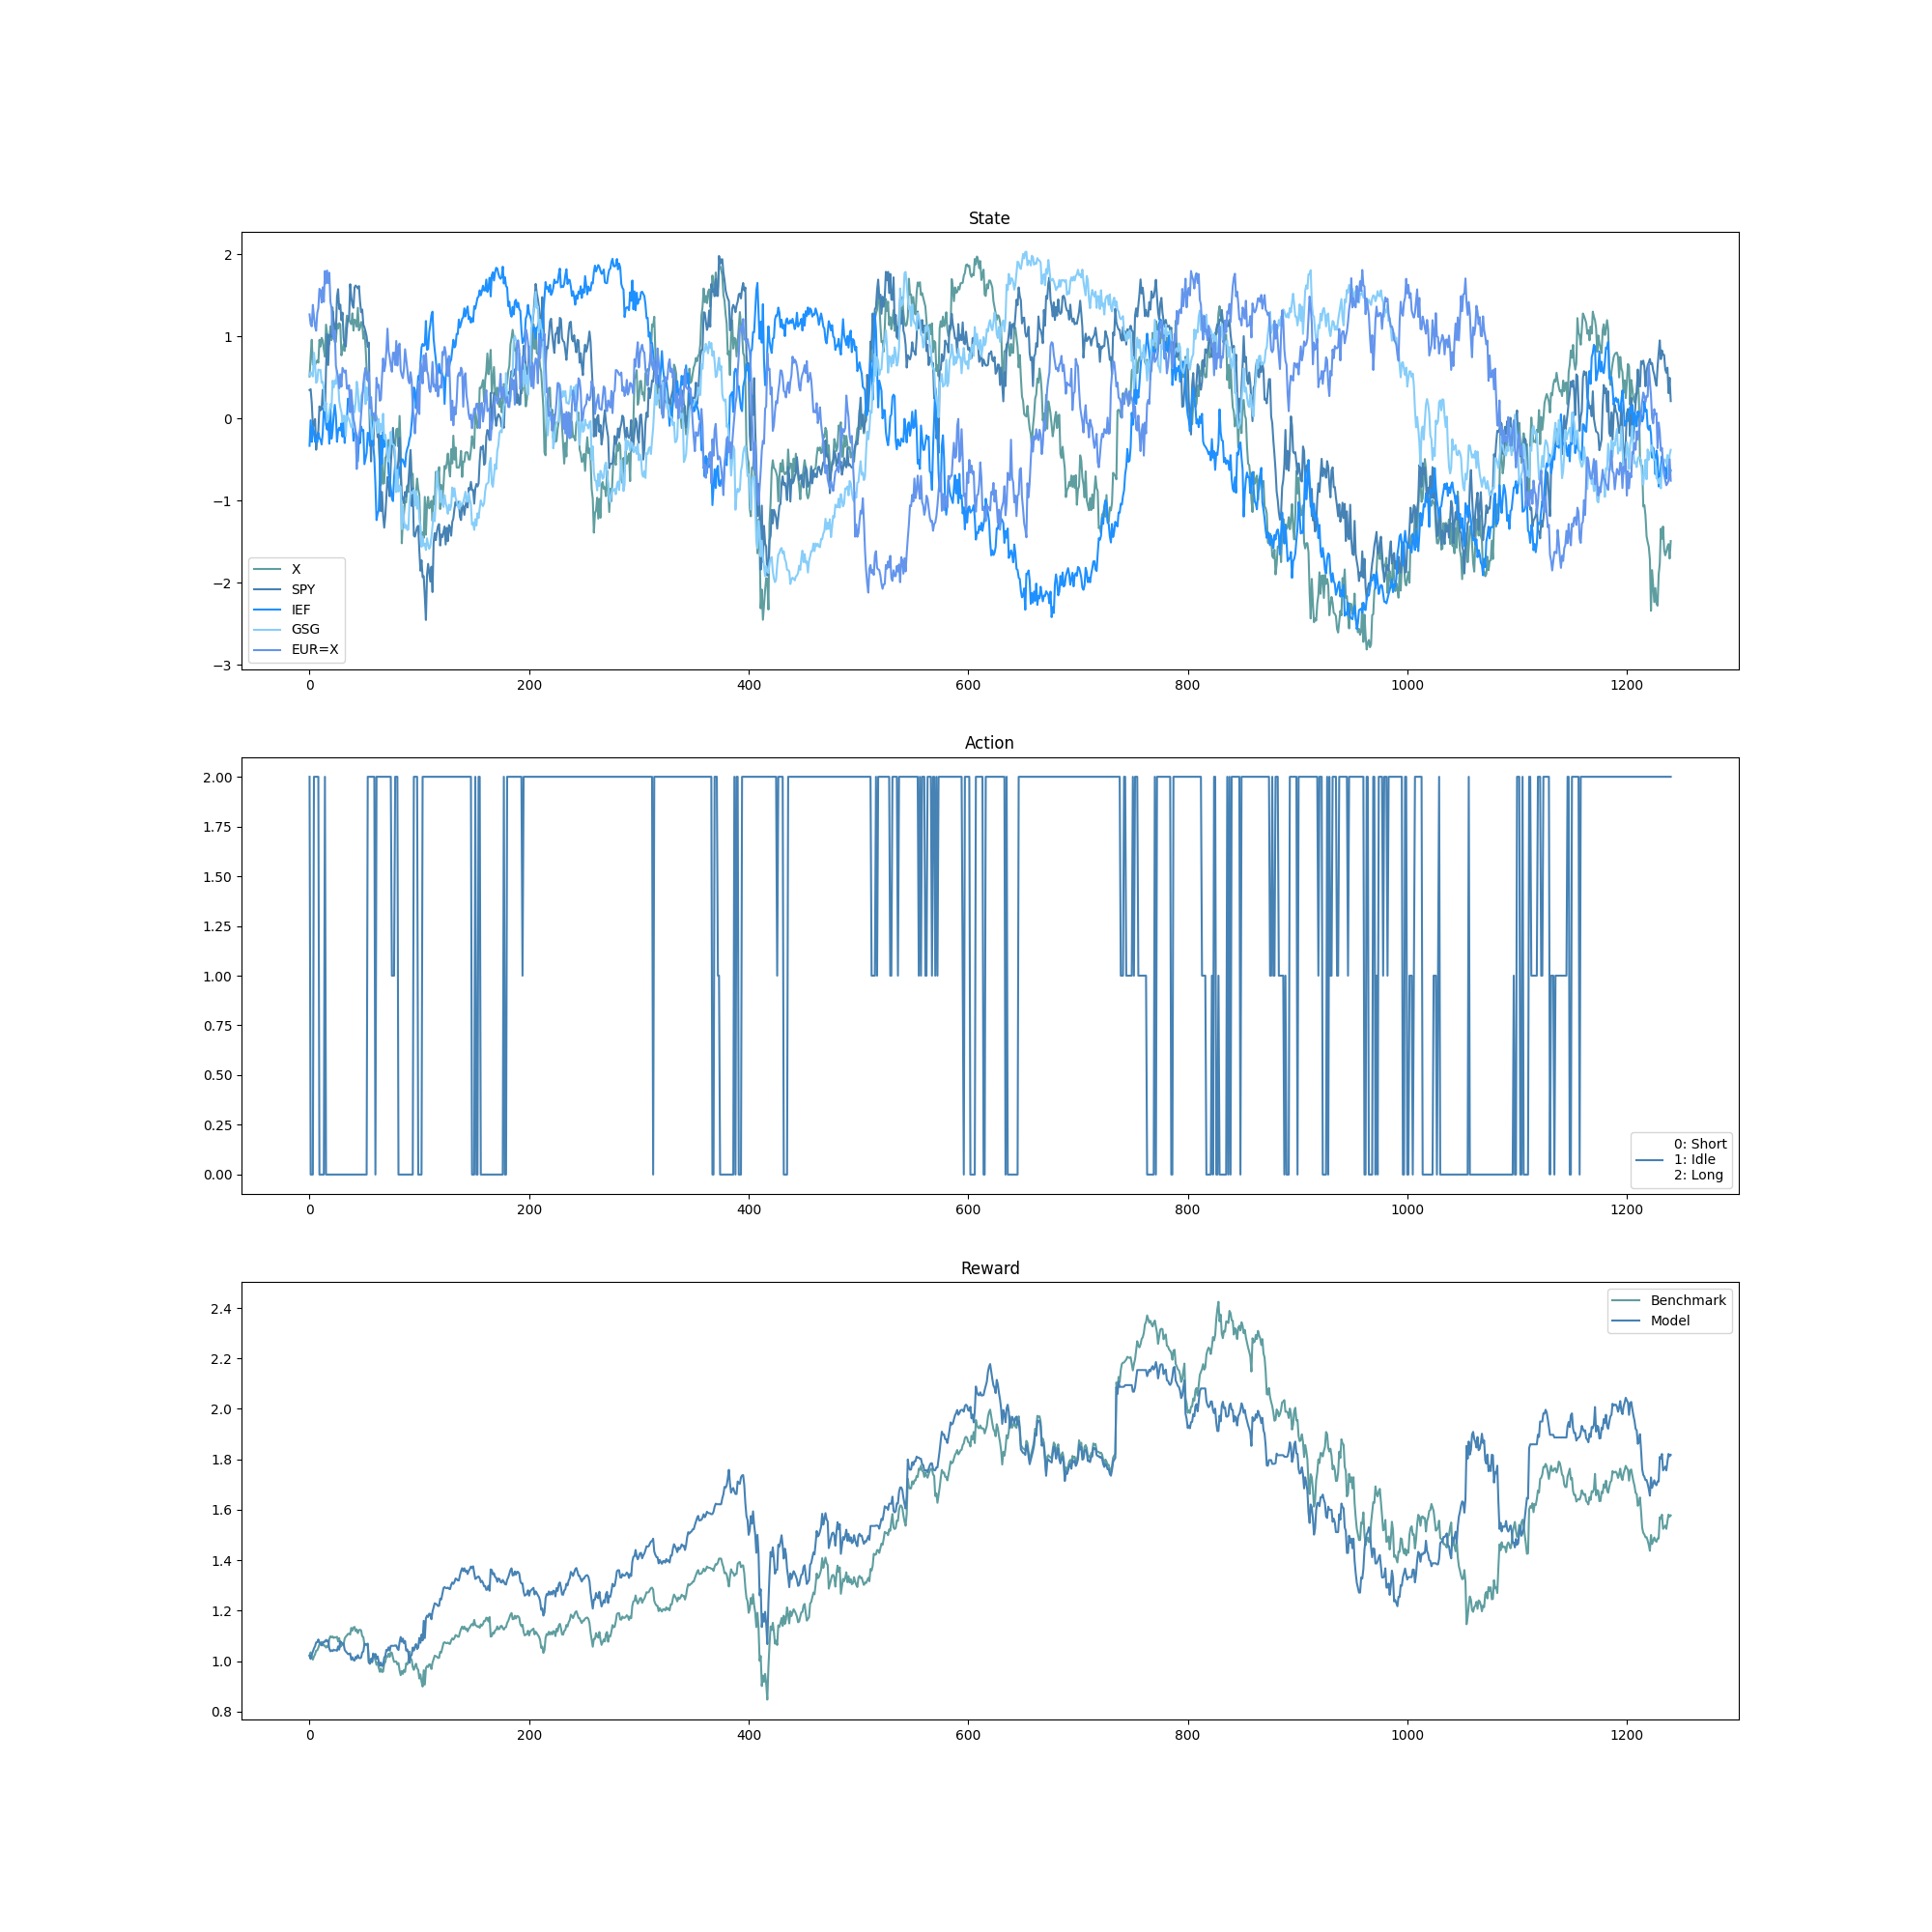 State
2
1
0
−1
−2
−3
X
SPY
IEF
GSG
EUR=X
0 200 400 600 800 1000 1200
Action
2.00
1.75
1.50
1.25
1.00
0.75
0.50
0.25
0.00
0: Short
1: Idle
2: Long
0 200 400 600 800 1000 1200
Reward
2.4
2.2
2.0
1.8
1.6
1.4
1.2
1.0
0.8
Benchmark
Model
0 200 400 600 800 1000 1200